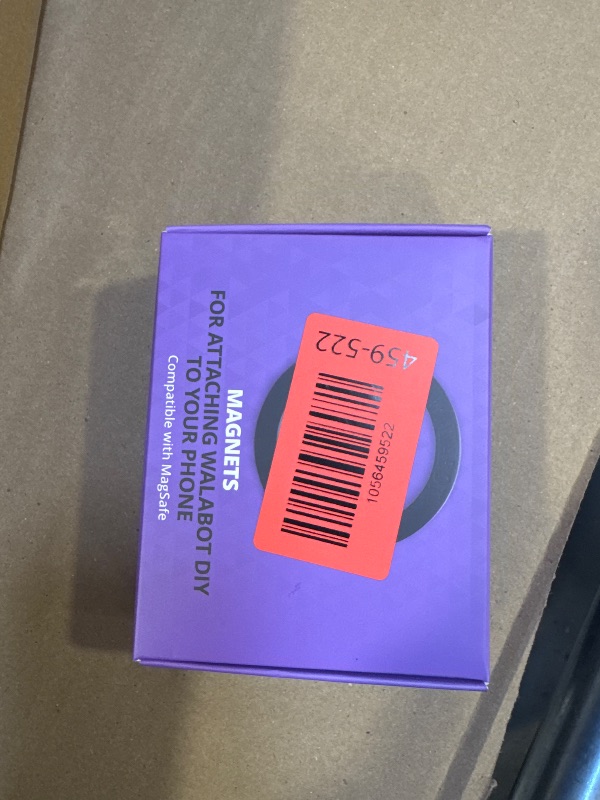 459-522
1056459522
MAGNETS
FOR ATTACHING WALABOT DIY
TO YOUR PHONE
Compatible with MagSafe